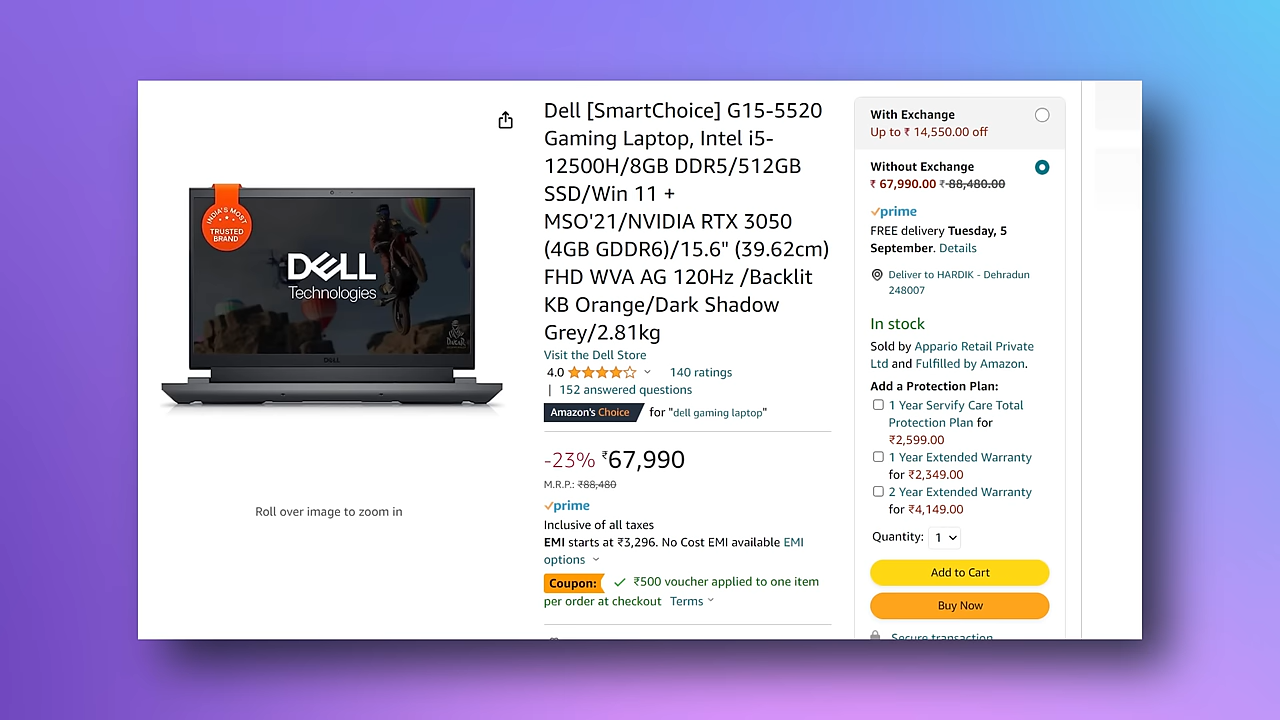 Dell [SmartChoice] G15-5520
Gaming Laptop, Intel i5-
12500H/8GB DDR5/512GB
SSD/Win 11 +
MSO'21/NVIDIA RTX 3050
(4GB GDDR6)/15.6" (39.62cm)
FHD WVA AG 120Hz /Backlit
KB Orange/Dark Shadow
Grey/2.81kg
Visit the Dell Store
4.0 140 ratings
| 152 answered questions
Amazon's Choice for "dell gaming laptop"
-23% ₹67,990
M.R.P.: ₹88,480
prime
Inclusive of all taxes
EMI starts at ₹3,296. No Cost EMI available EMI
options
Coupon: ₹500 voucher applied to one item
per order at checkout Terms
INDIA'S MOST
TRUSTED
BRAND
DELL
Technologies
DAKAR
DELL
Roll over image to zoom in
With Exchange
Up to ₹ 14,550.00 off
Without Exchange
₹ 67,990.00 ₹ 88,480.00
prime
FREE delivery Tuesday, 5
September. Details
Deliver to HARDIK - Dehradun
248007
In stock
Sold by Appario Retail Private
Ltd and Fulfilled by Amazon.
Add a Protection Plan:
1 Year Servify Care Total
Protection Plan for
₹2,599.00
1 Year Extended Warranty
for ₹2,349.00
2 Year Extended Warranty
for ₹4,149.00
Quantity: 1
Add to Cart
Buy Now
Secure transaction